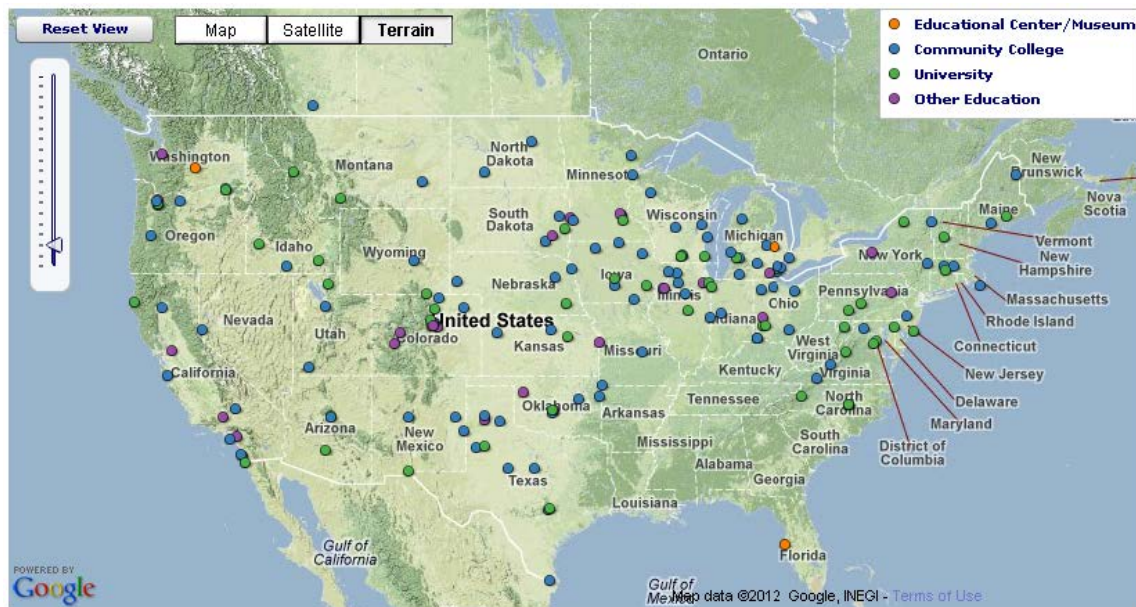 Reset View
Map
Satellite
Terrain
Educational Center/Museum
Community College
University
Other Education
Ontario
Washington
Montana
North
Dakota
Minnesot
New
Brunswick
Nova
Scotia
Maine
Oregon
Idaho
Wyoming
South
Dakota
Wisconsin
Michigan
New York
Vermont
New
Hampshire
Massachusetts
Rhode Island
Connecticut
New Jersey
Delaware
Maryland
District of
Columbia
Nebraska
Iowa
Illinois
Indiana
Ohio
Pennsylvania
Nevada
Utah
Colorado
United States
Kansas
Missouri
West
Virginia
Virginia
Kentucky
California
Arizona
New
Mexico
Oklahoma
Arkansas
Tennessee
North
Carolina
South
Carolina
Mississippi
Alabama
Georgia
Texas
Louisiana
Florida
Gulf of
California
Gulf of
Mexico
POWERED BY
Google
Map data ©2012 Google, INEGI - Terms of Use